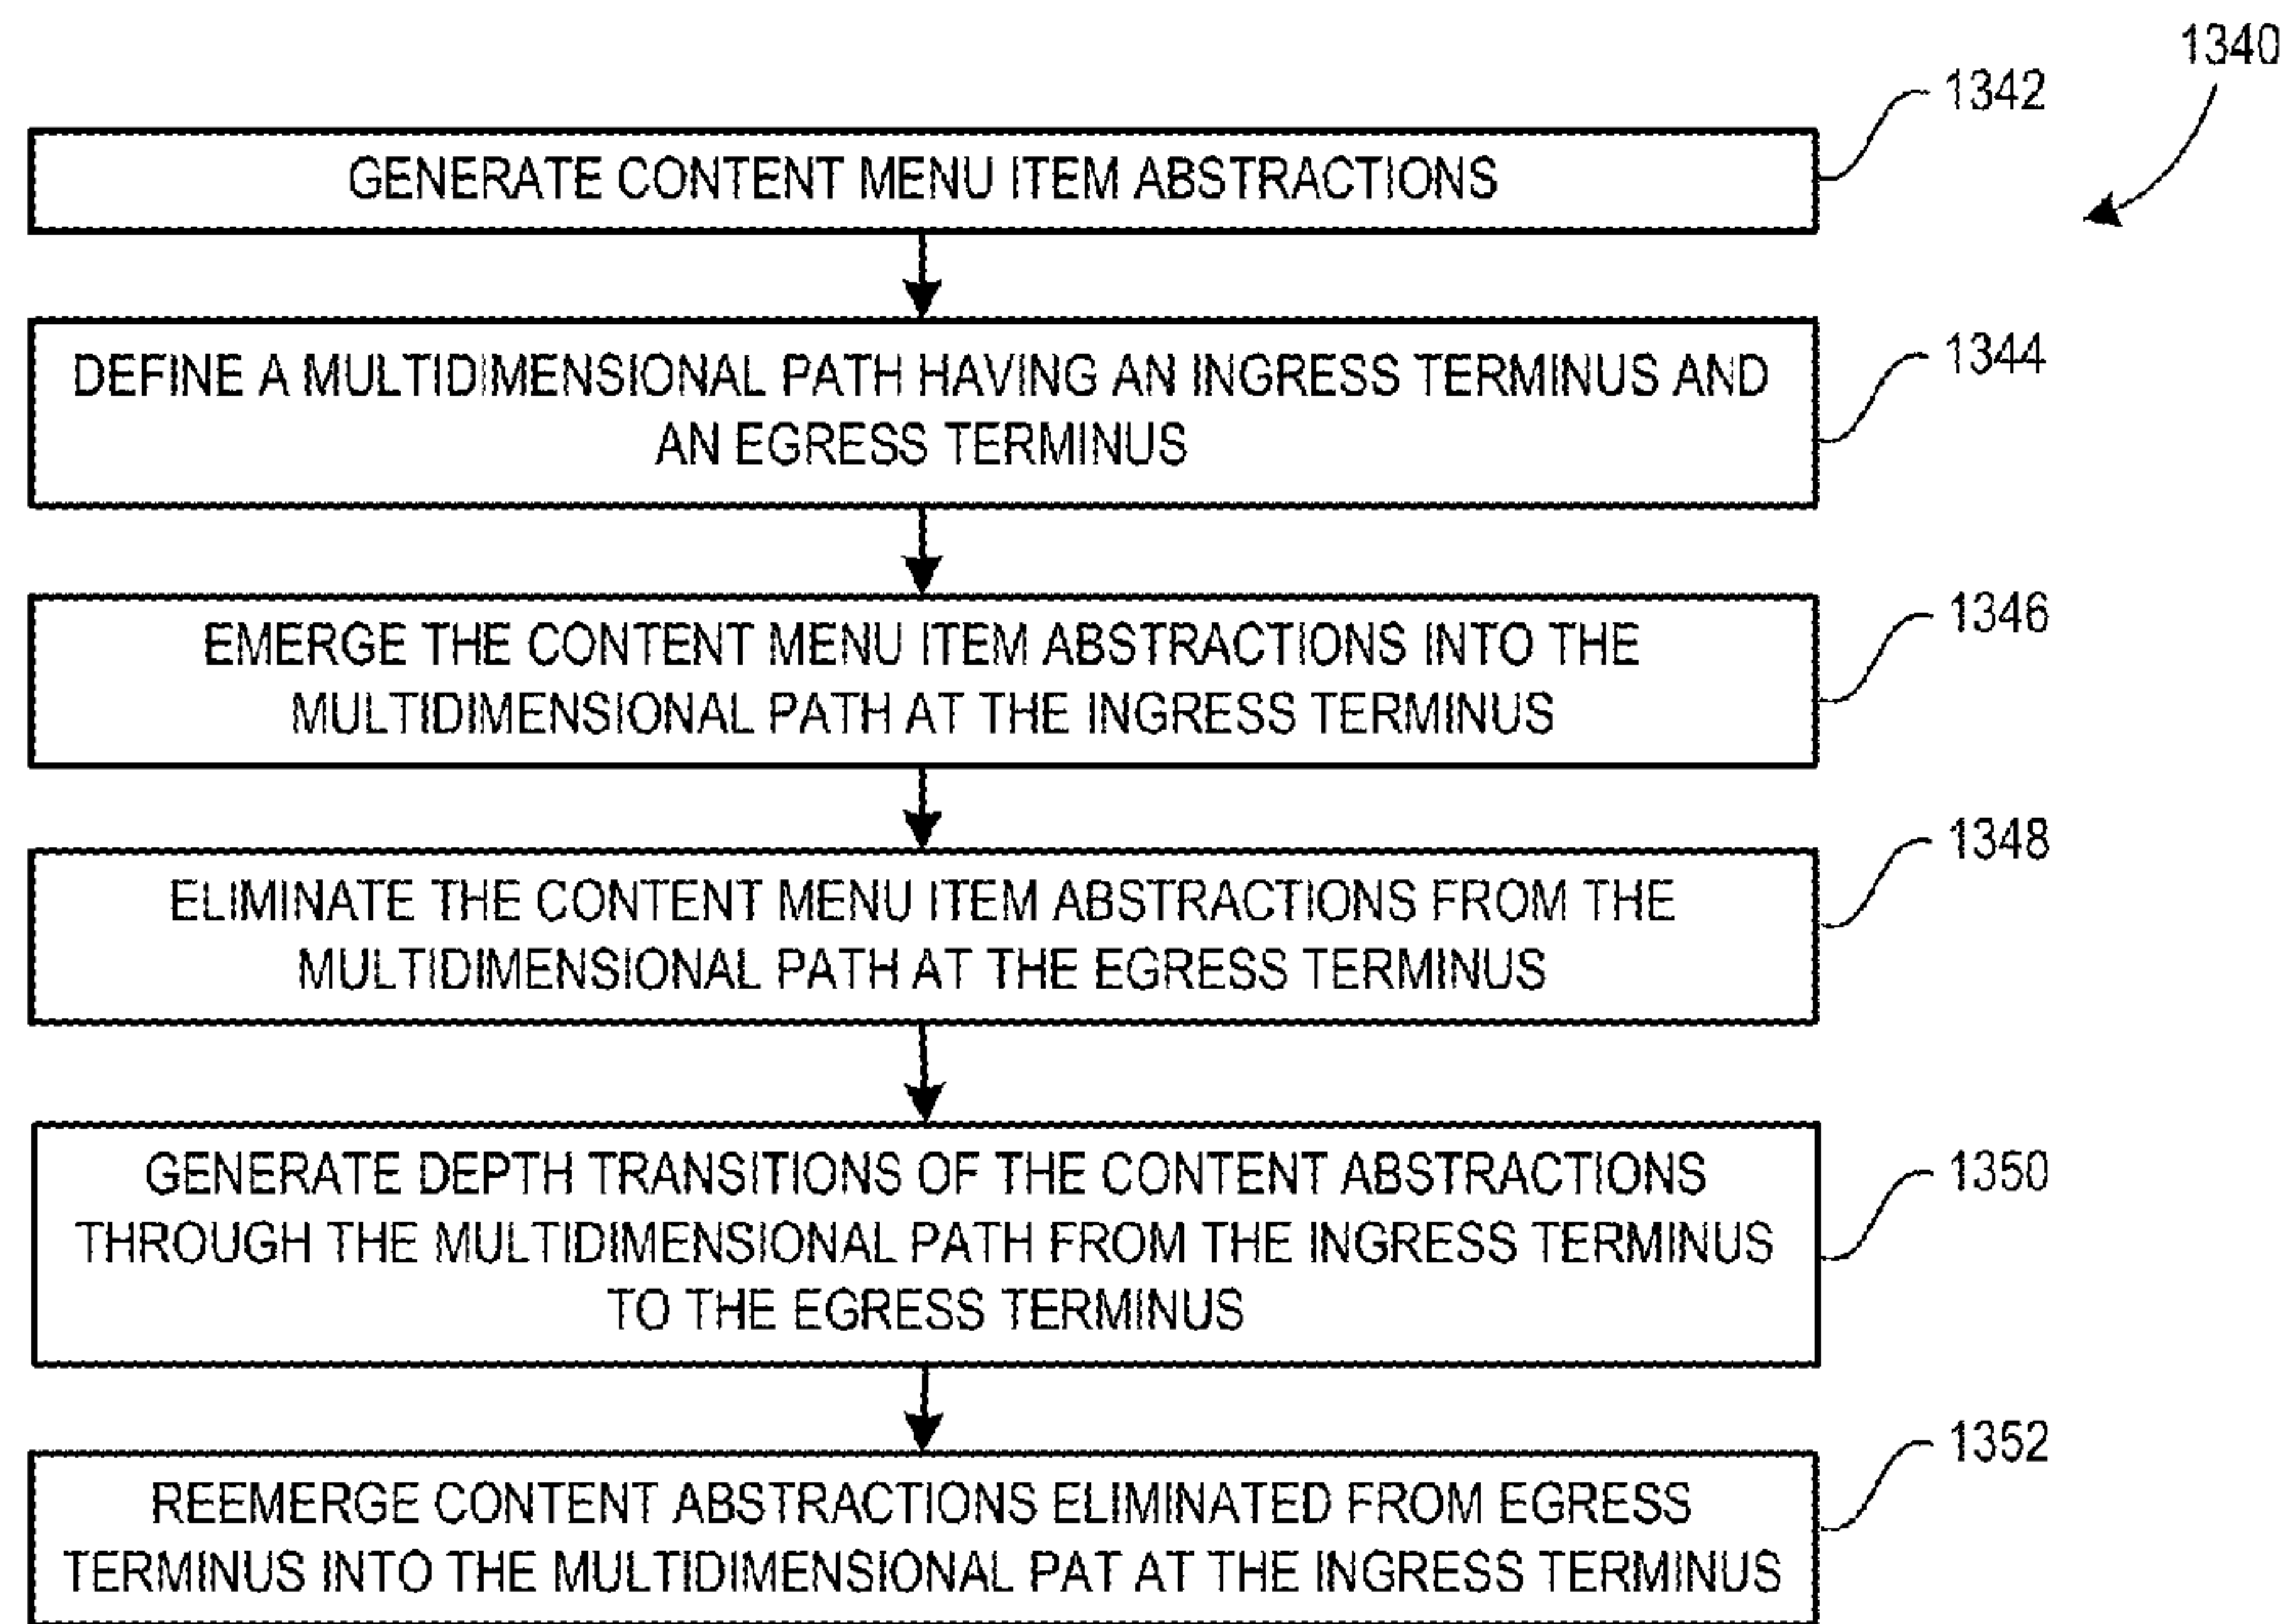 1340
1342
GENERATE CONTENT MENU ITEM ABSTRACTIONS
1344
DEFINE A MULTIDIMENSIONAL PATH HAVING AN INGRESS TERMINUS AND
AN EGRESS TERMINUS
1346
EMERGE THE CONTENT MENU ITEM ABSTRACTIONS INTO THE
MULTIDIMENSIONAL PATH AT THE INGRESS TERMINUS
1348
ELIMINATE THE CONTENT MENU ITEM ABSTRACTIONS FROM THE
MULTIDIMENSIONAL PATH AT THE EGRESS TERMINUS
1350
GENERATE DEPTH TRANSITIONS OF THE CONTENT ABSTRACTIONS
THROUGH THE MULTIDIMENSIONAL PATH FROM THE INGRESS TERMINUS
TO THE EGRESS TERMINUS
1352
REEMERGE CONTENT ABSTRACTIONS ELIMINATED FROM EGRESS
TERMINUS INTO THE MULTIDIMENSIONAL PAT AT THE INGRESS TERMINUS